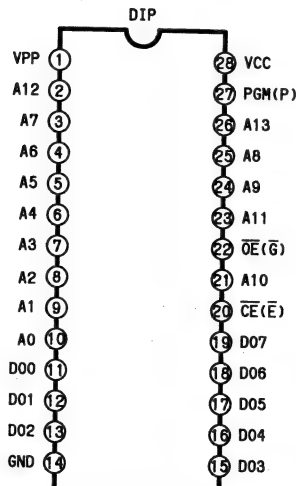 DIP
VPP 1 28 VCC
A12 2 27 PGM(P)
A7 3 26 A13
A6 4 25 A8
A5 5 24 A9
A4 6 23 A11
A3 7 22 O̅E̅(G̅)
A2 8 21 A10
A1 9 20 C̅E̅(E̅)
A0 10 19 DO7
DO0 11 18 DO6
DO1 12 17 DO5
DO2 13 16 DO4
GND 14 15 DO3